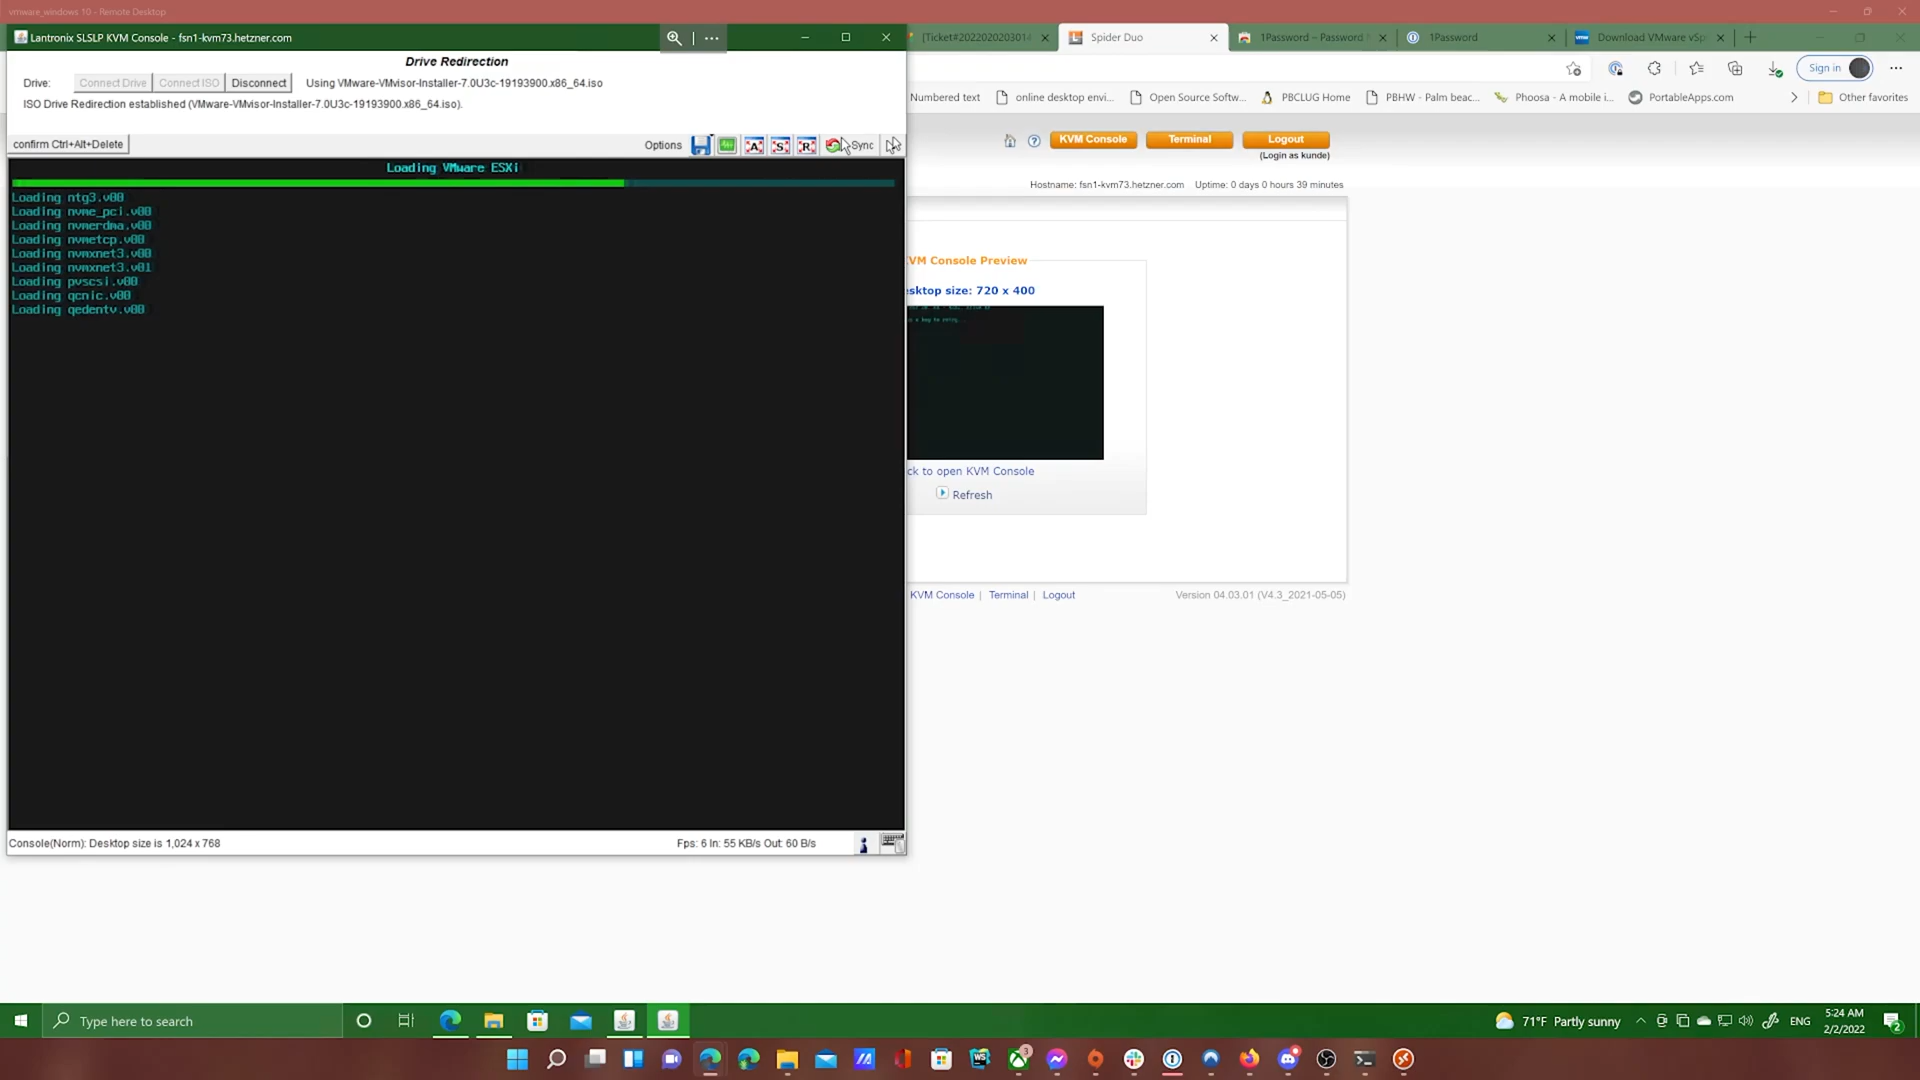 vmware_windows 10 - Remote Desktop
Lantronix SLSLP KVM Console - fsn1-kvm73.hetzner.com
[Ticket#2022020203014
Spider Duo
1Password – Password
1Password
Download VMware vSp
Sign in
Drive Redirection
Drive:
Connect Drive
Connect ISO
Disconnect
Using VMware-VMvisor-Installer-7.0U3c-19193900.x86_64.iso
ISO Drive Redirection established (VMware-VMvisor-Installer-7.0U3c-19193900.x86_64.iso).
Numbered text
online desktop envi...
Open Source Softw...
PBCLUG Home
PBHW - Palm beac...
Phoosa - A mobile i...
PortableApps.com
Other favorites
confirm Ctrl+Alt+Delete
Options
A
S
R
Sync
KVM Console
Terminal
Logout
(Login as kunde)
Hostname: fsn1-kvm73.hetzner.com Uptime: 0 days 0 hours 39 minutes
Loading VMware ESXi
Loading ntg3.v00
Loading nvme_pci.v00
Loading nvmerdma.v00
Loading nvmetcp.v00
Loading nvmxnet3.v00
Loading nvmxnet3.v01
Loading pvscsi.v00
Loading qcnic.v00
Loading qedentv.v00
VM Console Preview
esktop size: 720 x 400
ck to open KVM Console
Refresh
KVM Console | Terminal | Logout
Version 04.03.01 (V4.3_2021-05-05)
Console(Norm): Desktop size is 1,024 x 768
Fps: 6 In: 55 KB/s Out: 60 B/s
Type here to search
71°F Partly sunny
ENG
5:24 AM
2/2/2022
2
WS
3